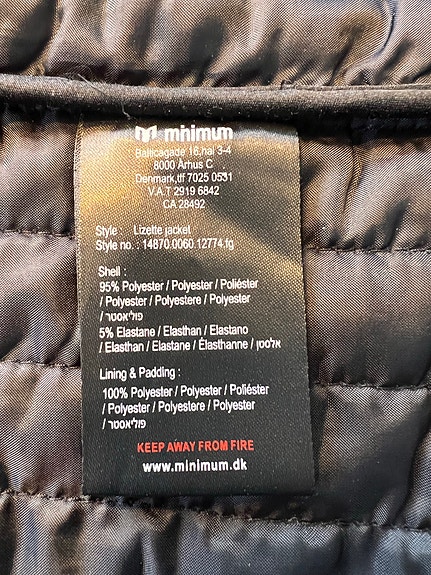 minimum
Balticagade 16,hal 3-4
8000 Århus C
Denmark,tlf 7025 0531
V.A.T 2919 6842
CA 28492
Style : Lizette jacket
Style no. : 14870.0060.12774.fg
Shell :
95% Polyester / Polyester / Poliéster
/ Polyester / Polyestere / Polyester
/ פוליאסטר
5% Elastane / Elasthan / Elastano
/ Elasthan / Elastane / Élasthanne / אלסטן
Lining & Padding :
100% Polyester / Polyester / Poliéster
/ Polyester / Polyestere / Polyester
/ פוליאסטר
KEEP AWAY FROM FIRE
www.minimum.dk